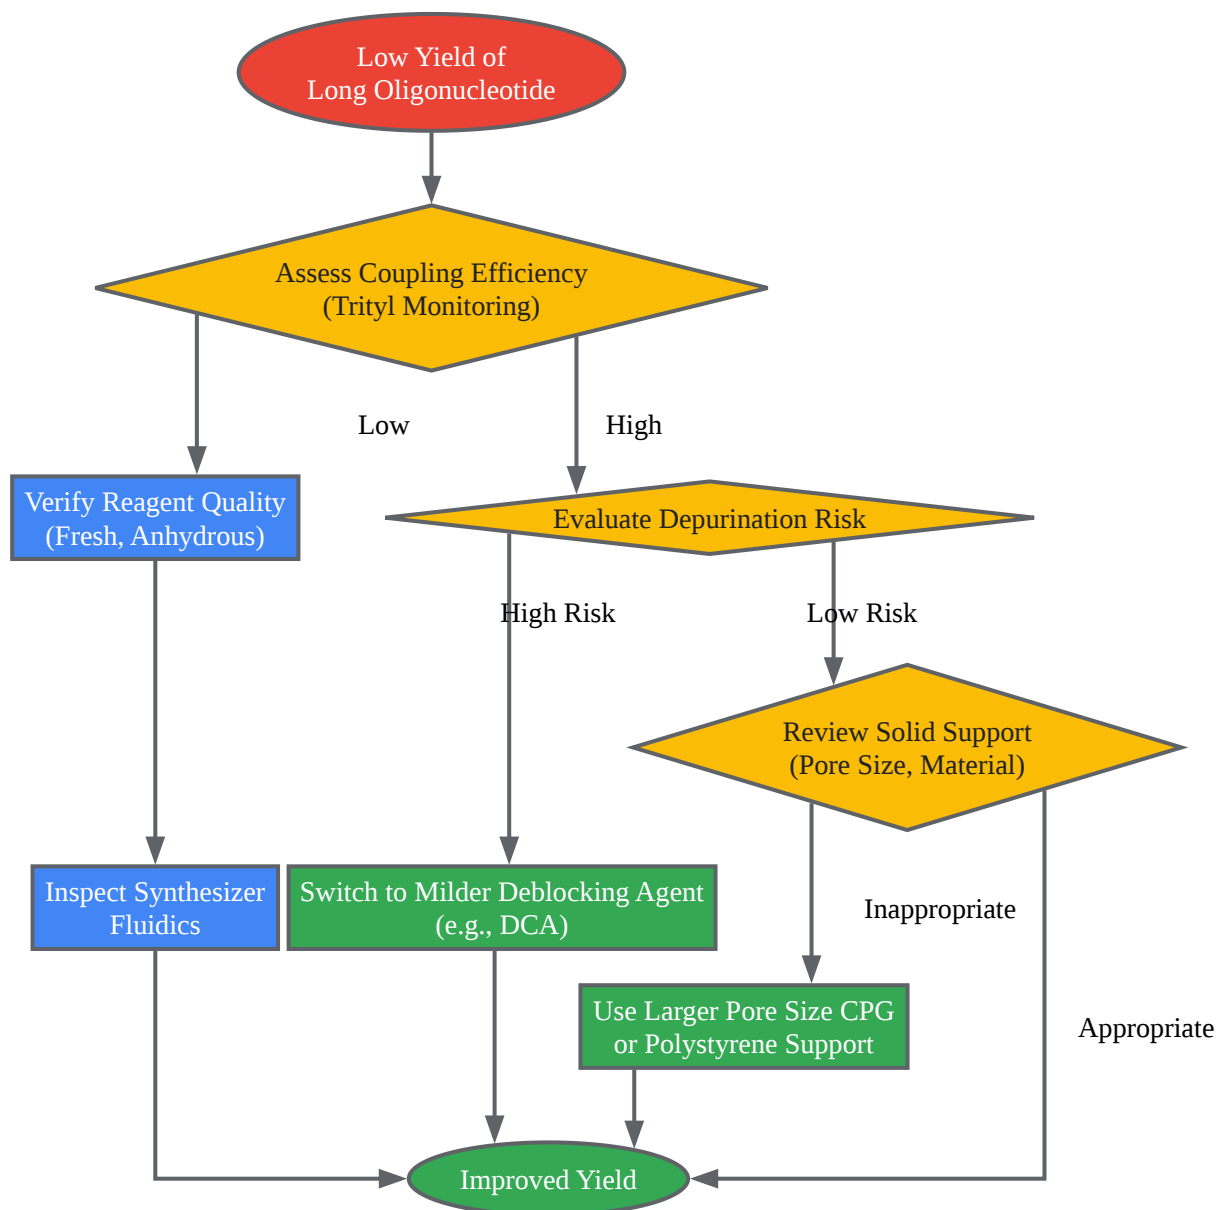 Low Yield of
Long Oligonucleotide
Assess Coupling Efficiency
(Trityl Monitoring)
Low
High
Verify Reagent Quality
(Fresh, Anhydrous)
Evaluate Depurination Risk
High Risk
Low Risk
Review Solid Support
(Pore Size, Material)
Inspect Synthesizer
Fluidics
Switch to Milder Deblocking Agent
(e.g., DCA)
Inappropriate
Use Larger Pore Size CPG
or Polystyrene Support
Appropriate
Improved Yield